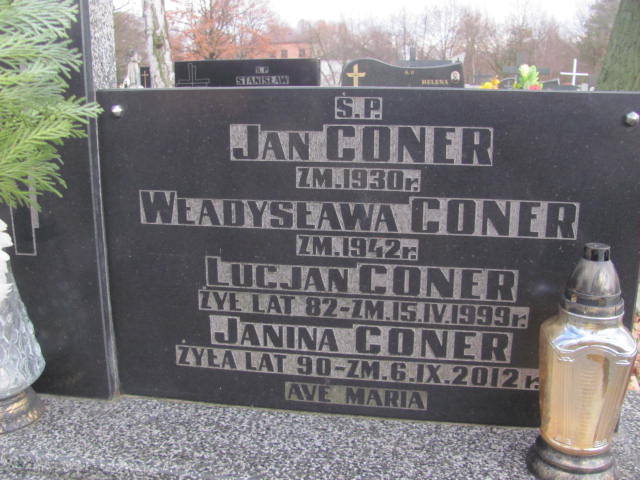 S.P.
STANISŁAW
S.P.
HELENA
Ś.P.
JAN CONER
ZM.1930r.
WŁADYSŁAWA CONER
ZM.1942r.
LUCJAN CONER
ŻYŁ LAT 82-ZM.15.IV.1999r.
JANINA CONER
ŻYŁA LAT 90-ZM.6.IX.2012r.
AVE MARIA